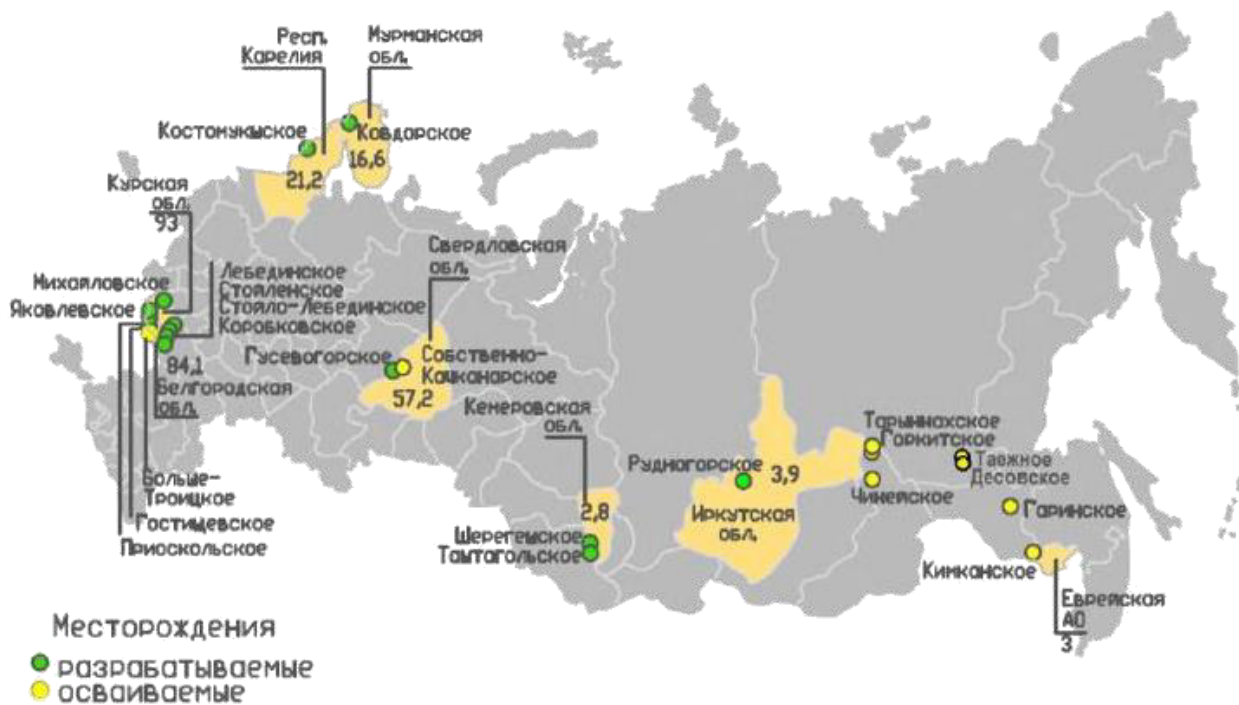 Респ.
Карелия
Мурманская
обл.
Костомукшское
Ковдорское
16,6
21,2
Курская
обл.
93
Свердловская
обл.
Михайловское
Яковлевское
Лебединское
Стойленское
Стойло-Лебединское
Коробковское
84,1
Белгородская
обл.
Гусевогорское
Собственно-
Качканарское
57,2
Кемеровская
обл.
2,8
Рудногорское
3,9
Иркутская
обл.
Тарыннахское
Горкитское
Таежное
Десовское
Чинейское
Гаринское
Больше-
Троицкое
Гостищевское
Приоскольское
Шерегешское
Таштагольское
Кимканское
Еврейская
АО
3
Месторождения
разрабатываемые
осваиваемые